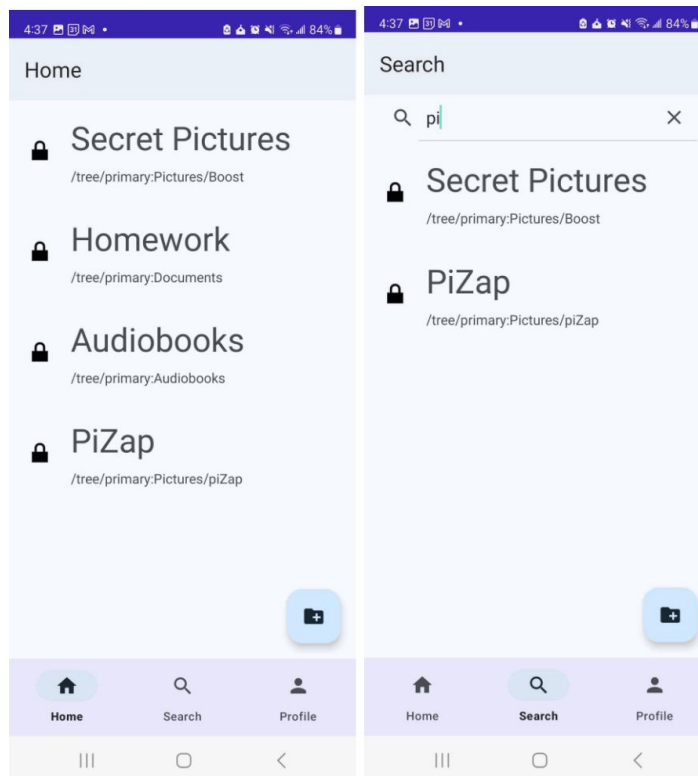 4:37
84%
Home
Secret Pictures
/tree/primary:Pictures/Boost
Homework
/tree/primary:Documents
Audiobooks
/tree/primary:Audiobooks
PiZap
/tree/primary:Pictures/piZap
Home
Search
Profile
4:37
84%
Search
pi
Secret Pictures
/tree/primary:Pictures/Boost
PiZap
/tree/primary:Pictures/piZap
Home
Search
Profile